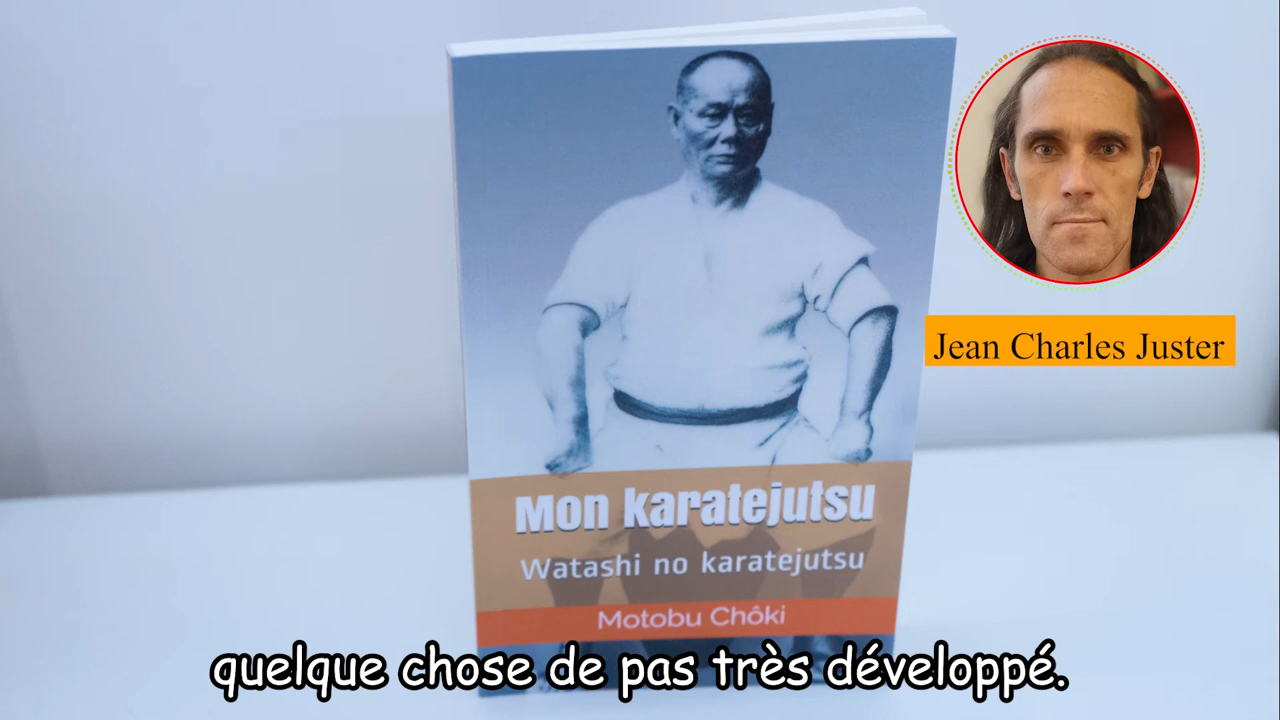 Jean Charles Juster
Mon karatejutsu
Watashi no karatejutsu
Motobu Chôki
quelque chose de pas très développé.